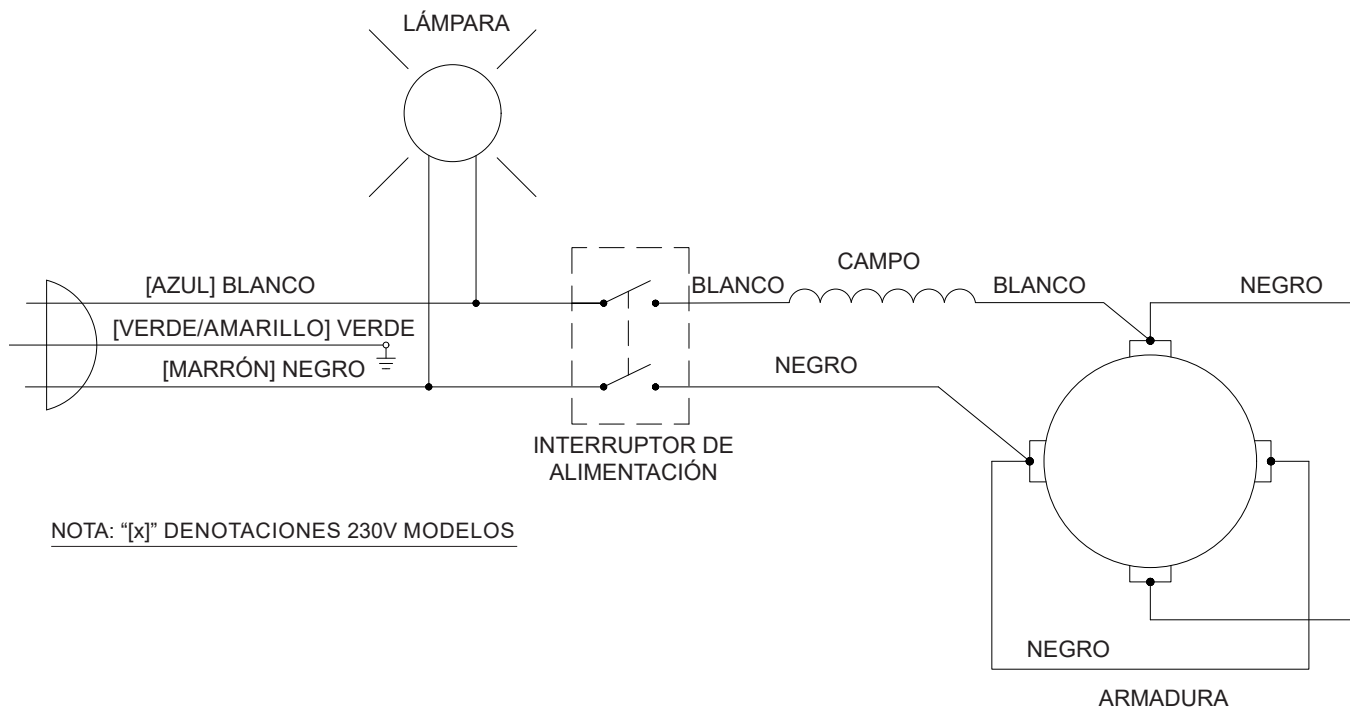 LÁMPARA
[AZUL] BLANCO
[VERDE/AMARILLO] VERDE
[MARRÓN] NEGRO
INTERRUPTOR DE
ALIMENTACIÓN
BLANCO
CAMPO
BLANCO
NEGRO
NEGRO
NEGRO
ARMADURA
NOTA: “[x]” DENOTACIONES 230V MODELOS